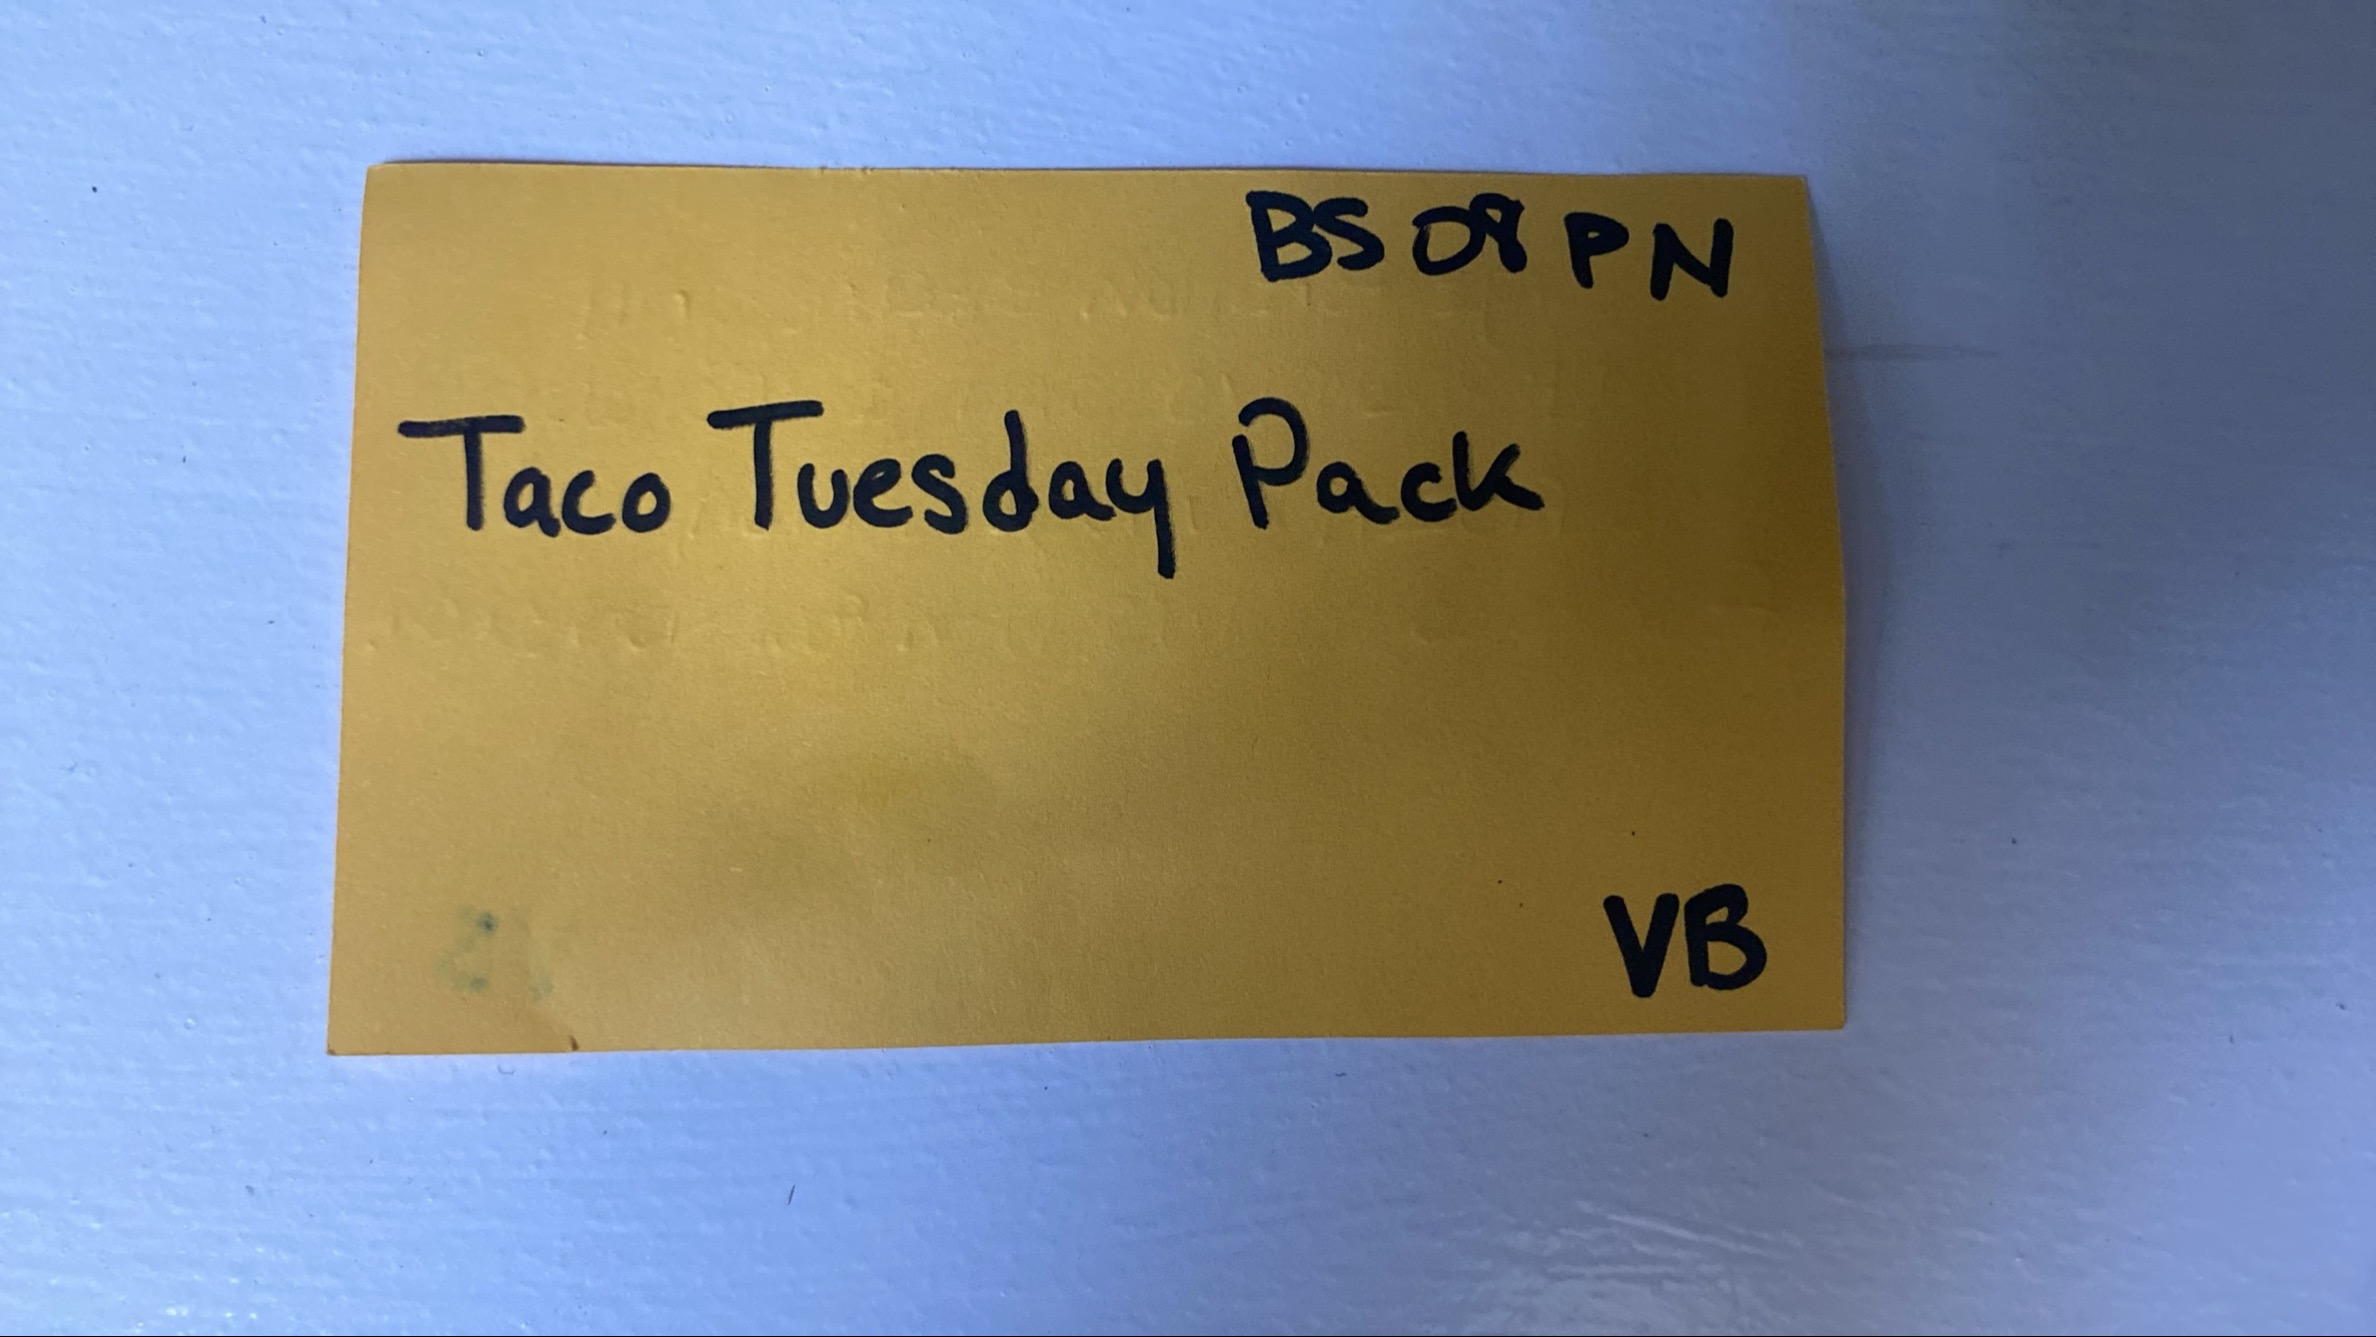 BS08PN
Taco Tuesday Pack
VB